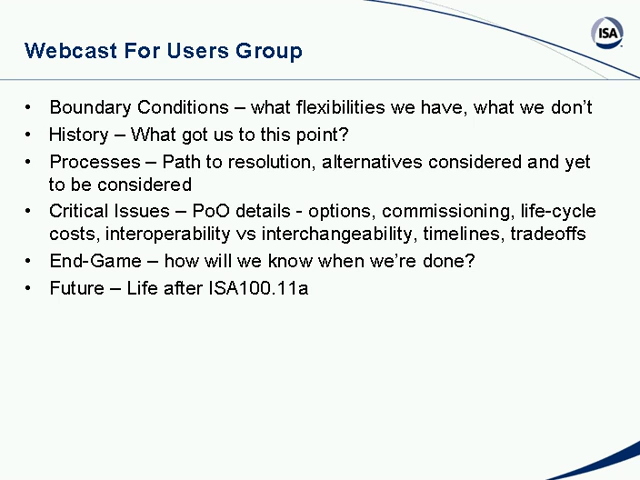 ISA
Webcast For Users Group
• Boundary Conditions – what flexibilities we have, what we don't
• History – What got us to this point?
• Processes – Path to resolution, alternatives considered and yet
to be considered
• Critical Issues – PoO details - options, commissioning, life-cycle
costs, interoperability vs interchangeability, timelines, tradeoffs
• End-Game – how will we know when we're done?
• Future – Life after ISA100.11a